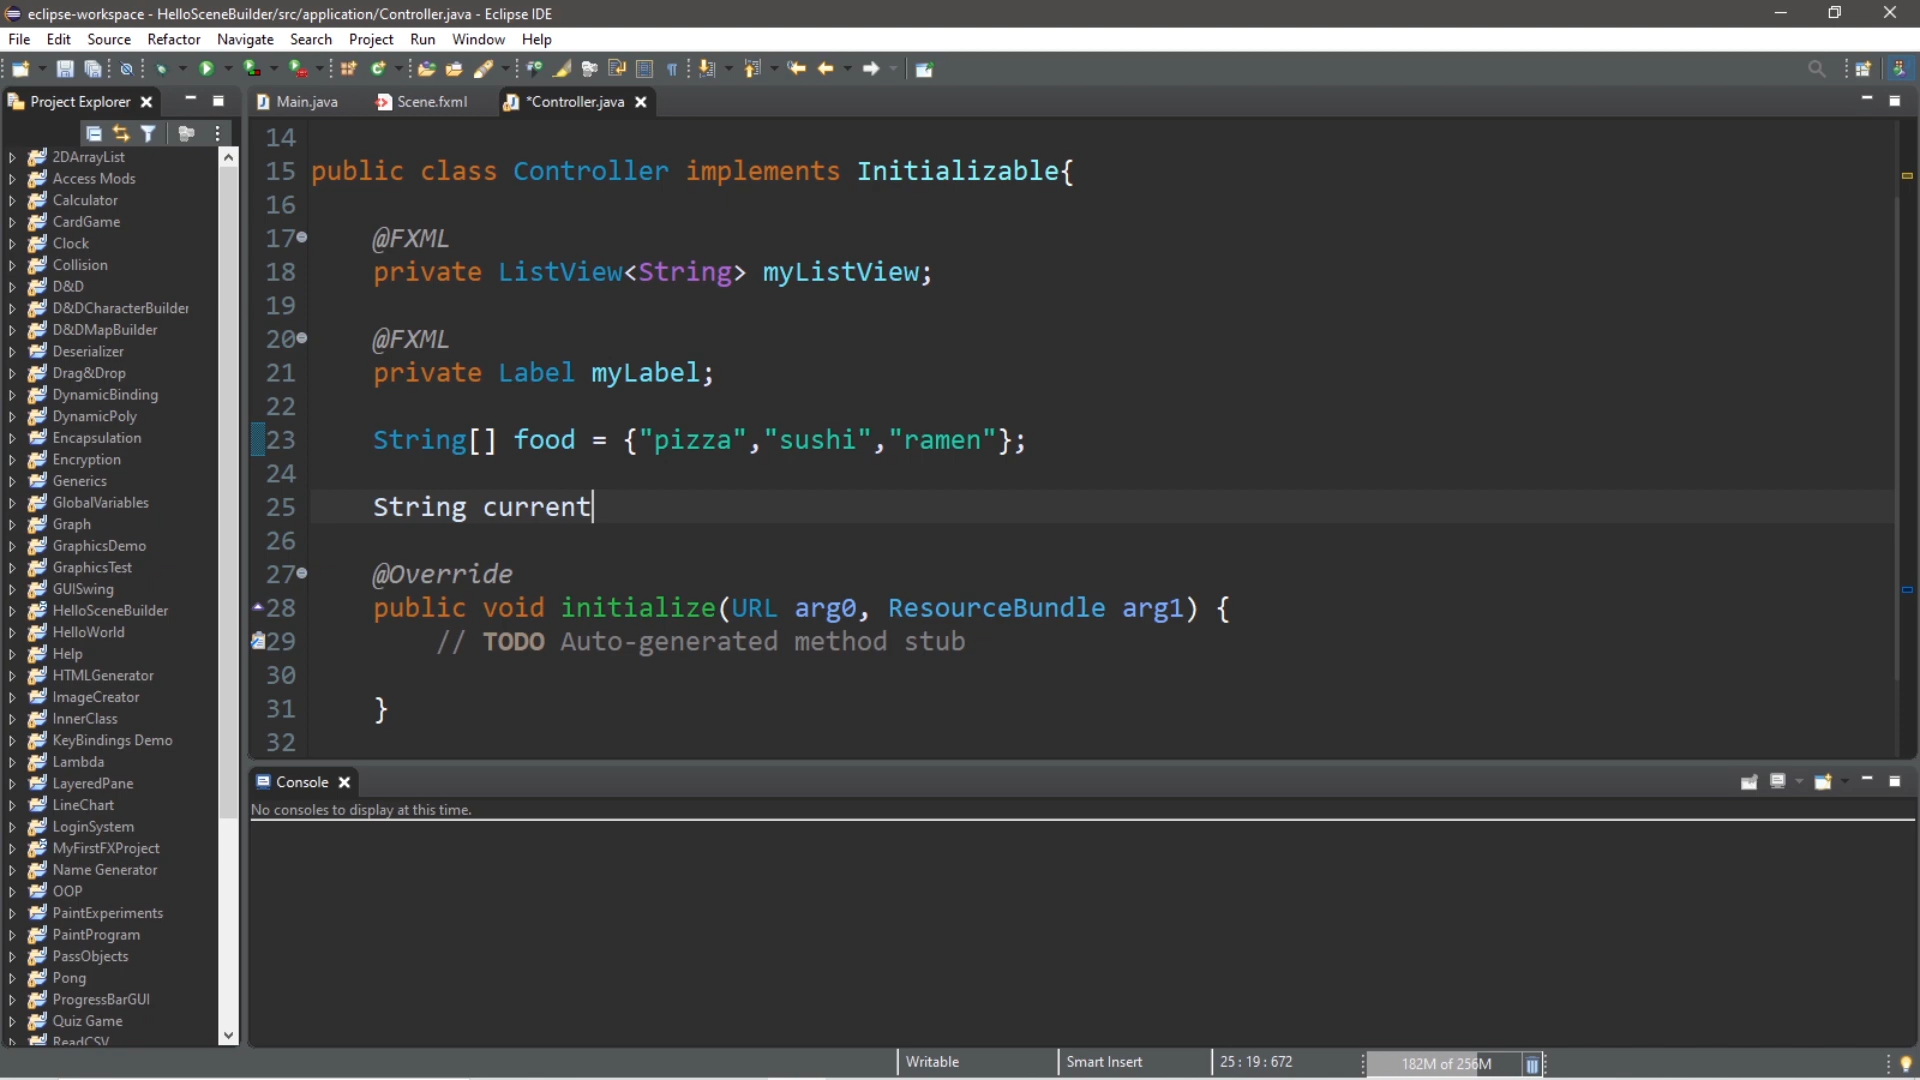 eclipse-workspace - HelloSceneBuilder/src/application/Controller.java - Eclipse IDE
File Edit Source Refactor Navigate Search Project Run Window Help
Project Explorer
Main.java Scene.fxml *Controller.java
2DArrayList
Access Mods
Calculator
CardGame
Clock
Collision
D&D
D&DCharacterBuilder
D&DMapBuilder
Deserializer
Drag&Drop
DynamicBinding
DynamicPoly
Encapsulation
Encryption
Generics
GlobalVariables
Graph
GraphicsDemo
GraphicsTest
GUISwing
HelloSceneBuilder
HelloWorld
Help
HTMLGenerator
ImageCreator
InnerClass
KeyBindings Demo
Lambda
LayeredPane
LineChart
LoginSystem
MyFirstFXProject
Name Generator
OOP
PaintExperiments
PaintProgram
PassObjects
Pong
ProgressBarGUI
Quiz Game
ReadCSV
14
15 public class Controller implements Initializable{
16
17 @FXML
18 private ListView<String> myListView;
19
20 @FXML
21 private Label myLabel;
22
23 String[] food = {"pizza","sushi","ramen"};
24
25 String current
26
27 @Override
28 public void initialize(URL arg0, ResourceBundle arg1) {
29 // TODO Auto-generated method stub
30
31 }
32
Console
No consoles to display at this time.
Writable Smart Insert 25 : 19 : 672 182M of 256M